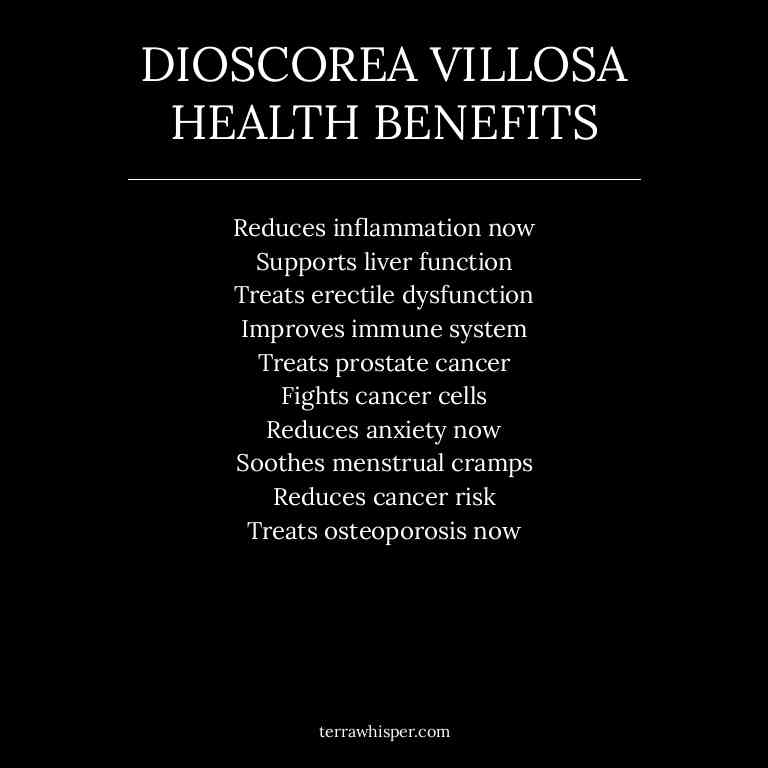 DIOSCOREA VILLOSA
HEALTH BENEFITS
Reduces inflammation now
Supports liver function
Treats erectile dysfunction
Improves immune system
Treats prostate cancer
Fights cancer cells
Reduces anxiety now
Soothes menstrual cramps
Reduces cancer risk
Treats osteoporosis now
terrawhisper.com